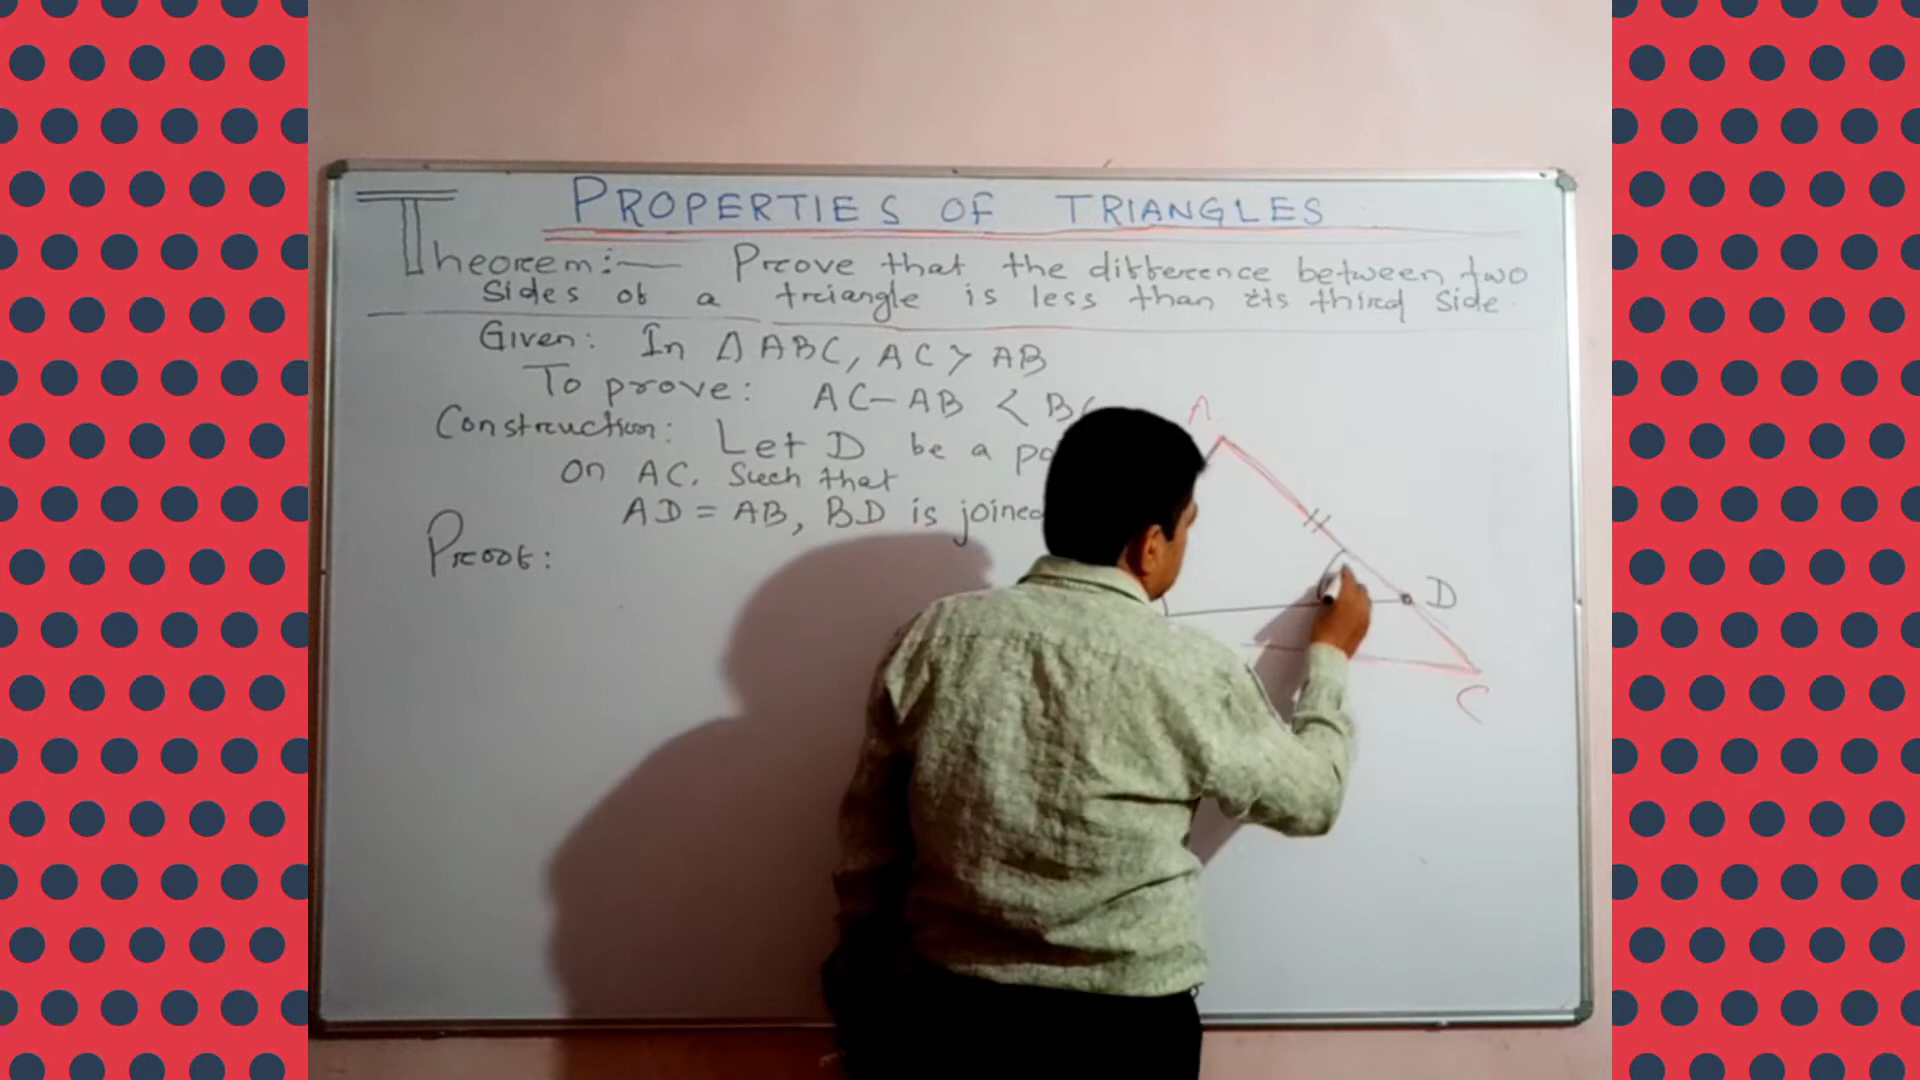 PROPERTIES OF TRIANGLES
Theorem:— Prove that the difference between two
sides of a triangle is less than its third side
Given: In Δ ABC, AC > AB
To prove: AC - AB <
Construction: Let D be a
on AC. Such that
AD = AB, BD is joined
Proof:
A
D
C